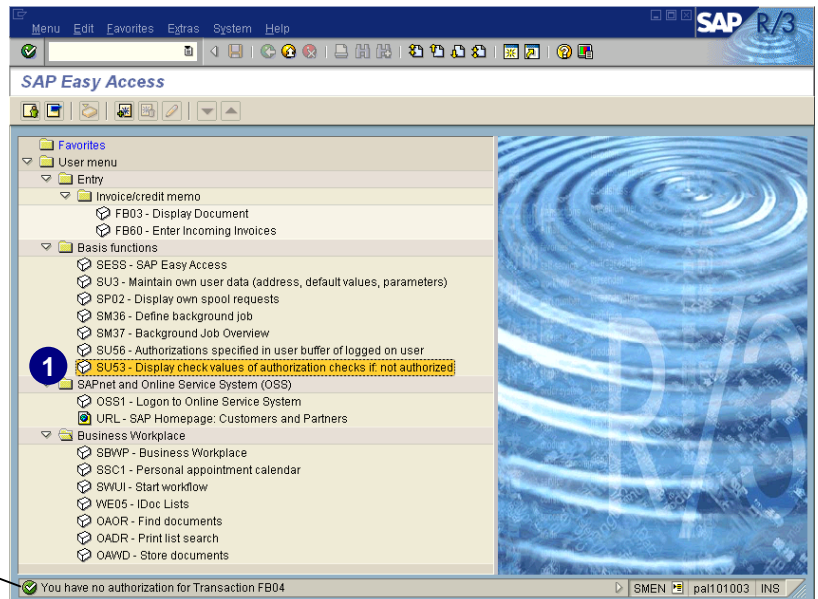 Menu Edit Favorites Extras System Help
SAP R/3
SAP Easy Access
Favorites
User menu
Entry
Invoice/credit memo
FB03 - Display Document
FB60 - Enter Incoming Invoices
Basis functions
SESS - SAP Easy Access
SU3 - Maintain own user data (address, default values, parameters)
SP02 - Display own spool requests
SM36 - Define background job
SM37 - Background Job Overview
SU56 - Authorizations specified in user buffer of logged on user
1 SU53 - Display check values of authorization checks if: not authorized
SAPnet and Online Service System (OSS)
OSS1 - Logon to Online Service System
URL - SAP Homepage: Customers and Partners
Business Workplace
SBWP - Business Workplace
SSC1 - Personal appointment calendar
SWUI - Start workflow
WE05 - IDoc Lists
OAOR - Find documents
OADR - Print list search
OAWD - Store documents
R/3
You have no authorization for Transaction FB04 SMEN pal101003 INS